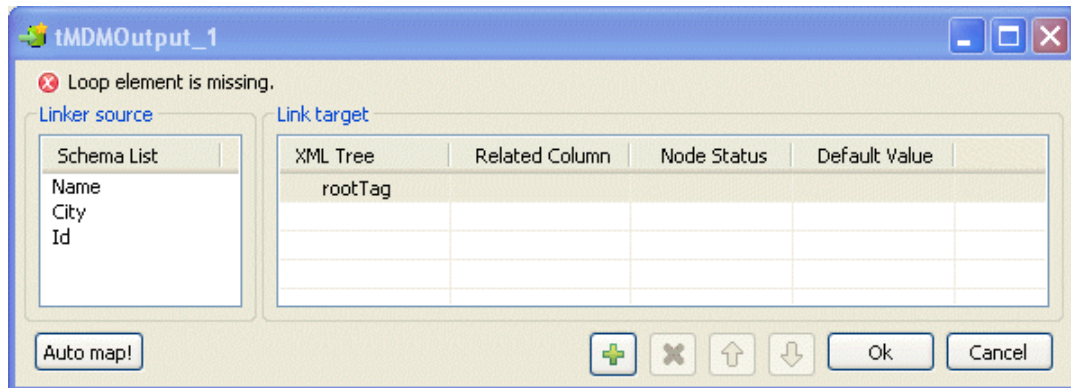 tMDMOutput_1
Loop element is missing.
Linker source
Link target
Schema List
XML Tree Related Column Node Status Default Value
Name
City
Id
rootTag
Auto map!
Ok
Cancel